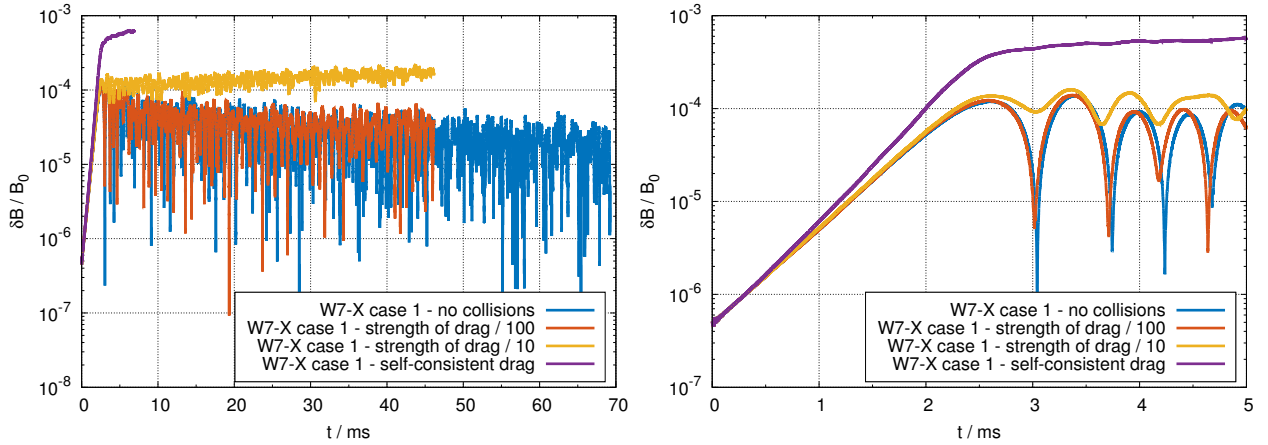 10⁻³
10⁻⁴
10⁻⁵
10⁻⁶
10⁻⁷
10⁻⁸
δB / B₀
0 10 20 30 40 50 60 70
t / ms
W7-X case 1 - no collisions
W7-X case 1 - strength of drag / 100
W7-X case 1 - strength of drag / 10
W7-X case 1 - self-consistent drag
10⁻³
10⁻⁴
10⁻⁵
10⁻⁶
10⁻⁷
δB / B₀
0 1 2 3 4 5
t / ms
W7-X case 1 - no collisions
W7-X case 1 - strength of drag / 100
W7-X case 1 - strength of drag / 10
W7-X case 1 - self-consistent drag